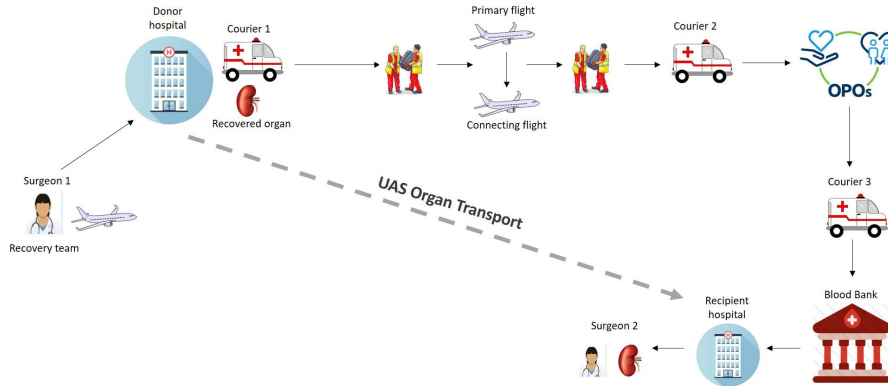 Donor
hospital
Courier 1
Recovered organ
Primary flight
Connecting flight
Courier 2
OPOs
Surgeon 1
Recovery team
UAS Organ Transport
Courier 3
Blood Bank
Recipient
hospital
Surgeon 2